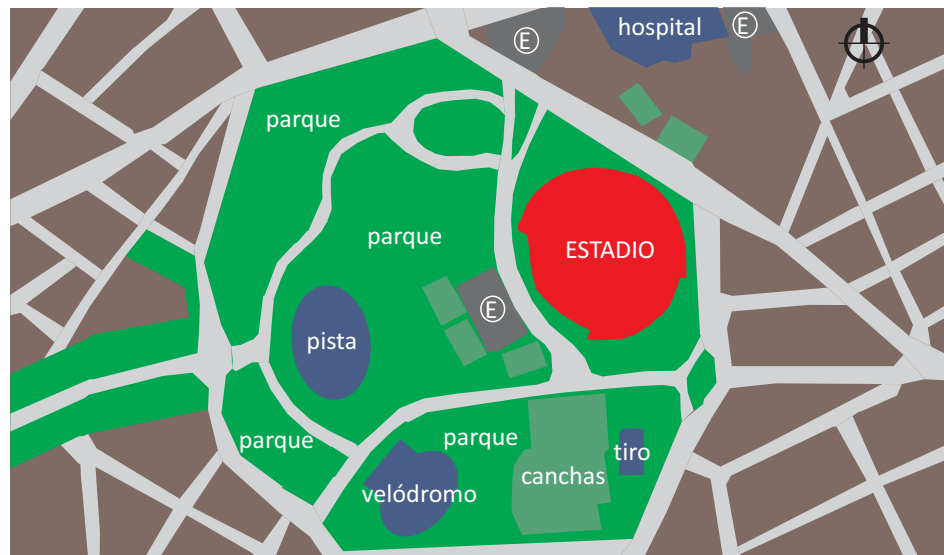 hospital
E
E
parque
parque
ESTADIO
E
pista
parque
parque
tiro
canchas
velódromo